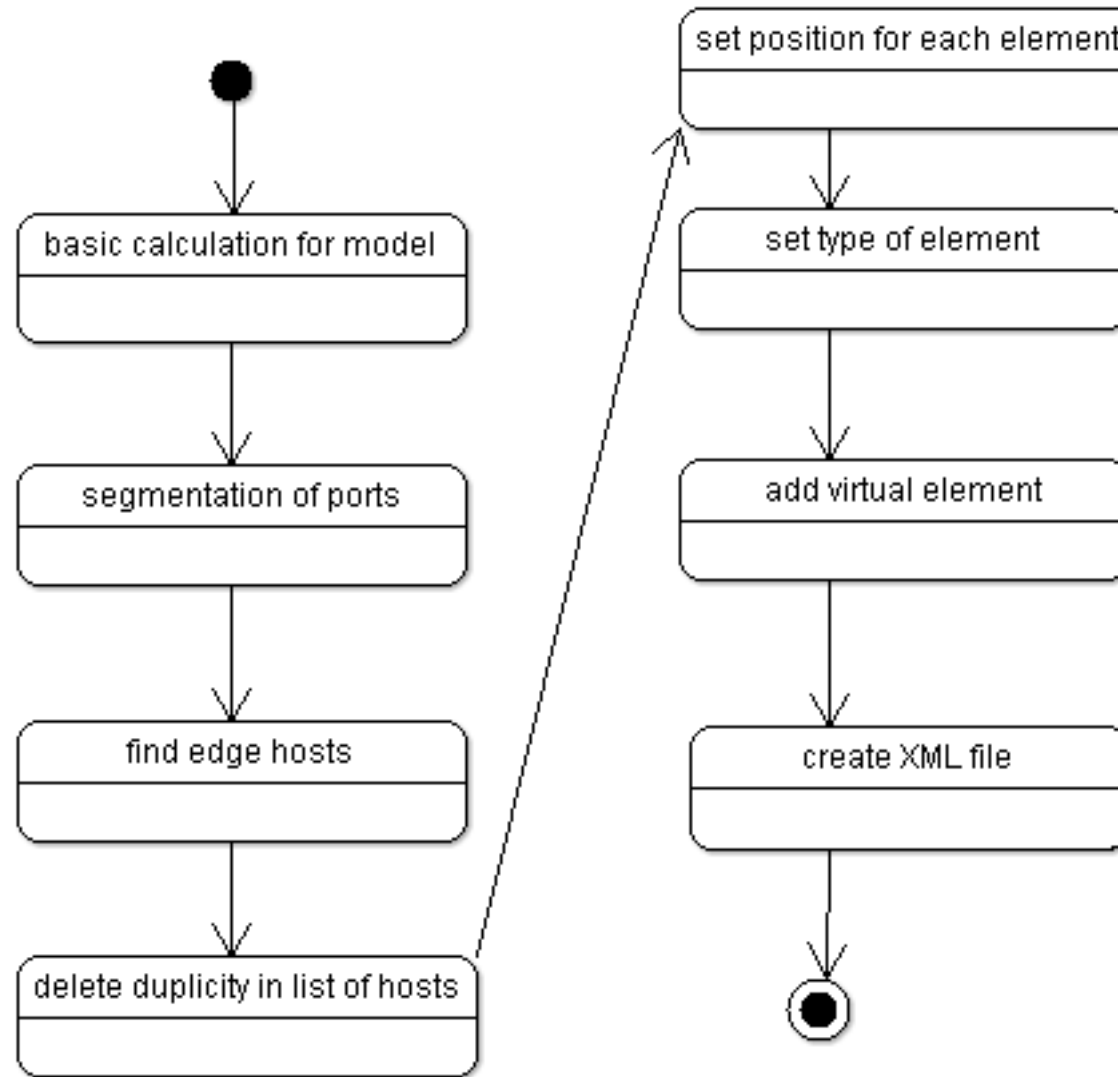 basic calculation for model
segmentation of ports
find edge hosts
delete duplicity in list of hosts
set position for each element
set type of element
add virtual element
create XML file